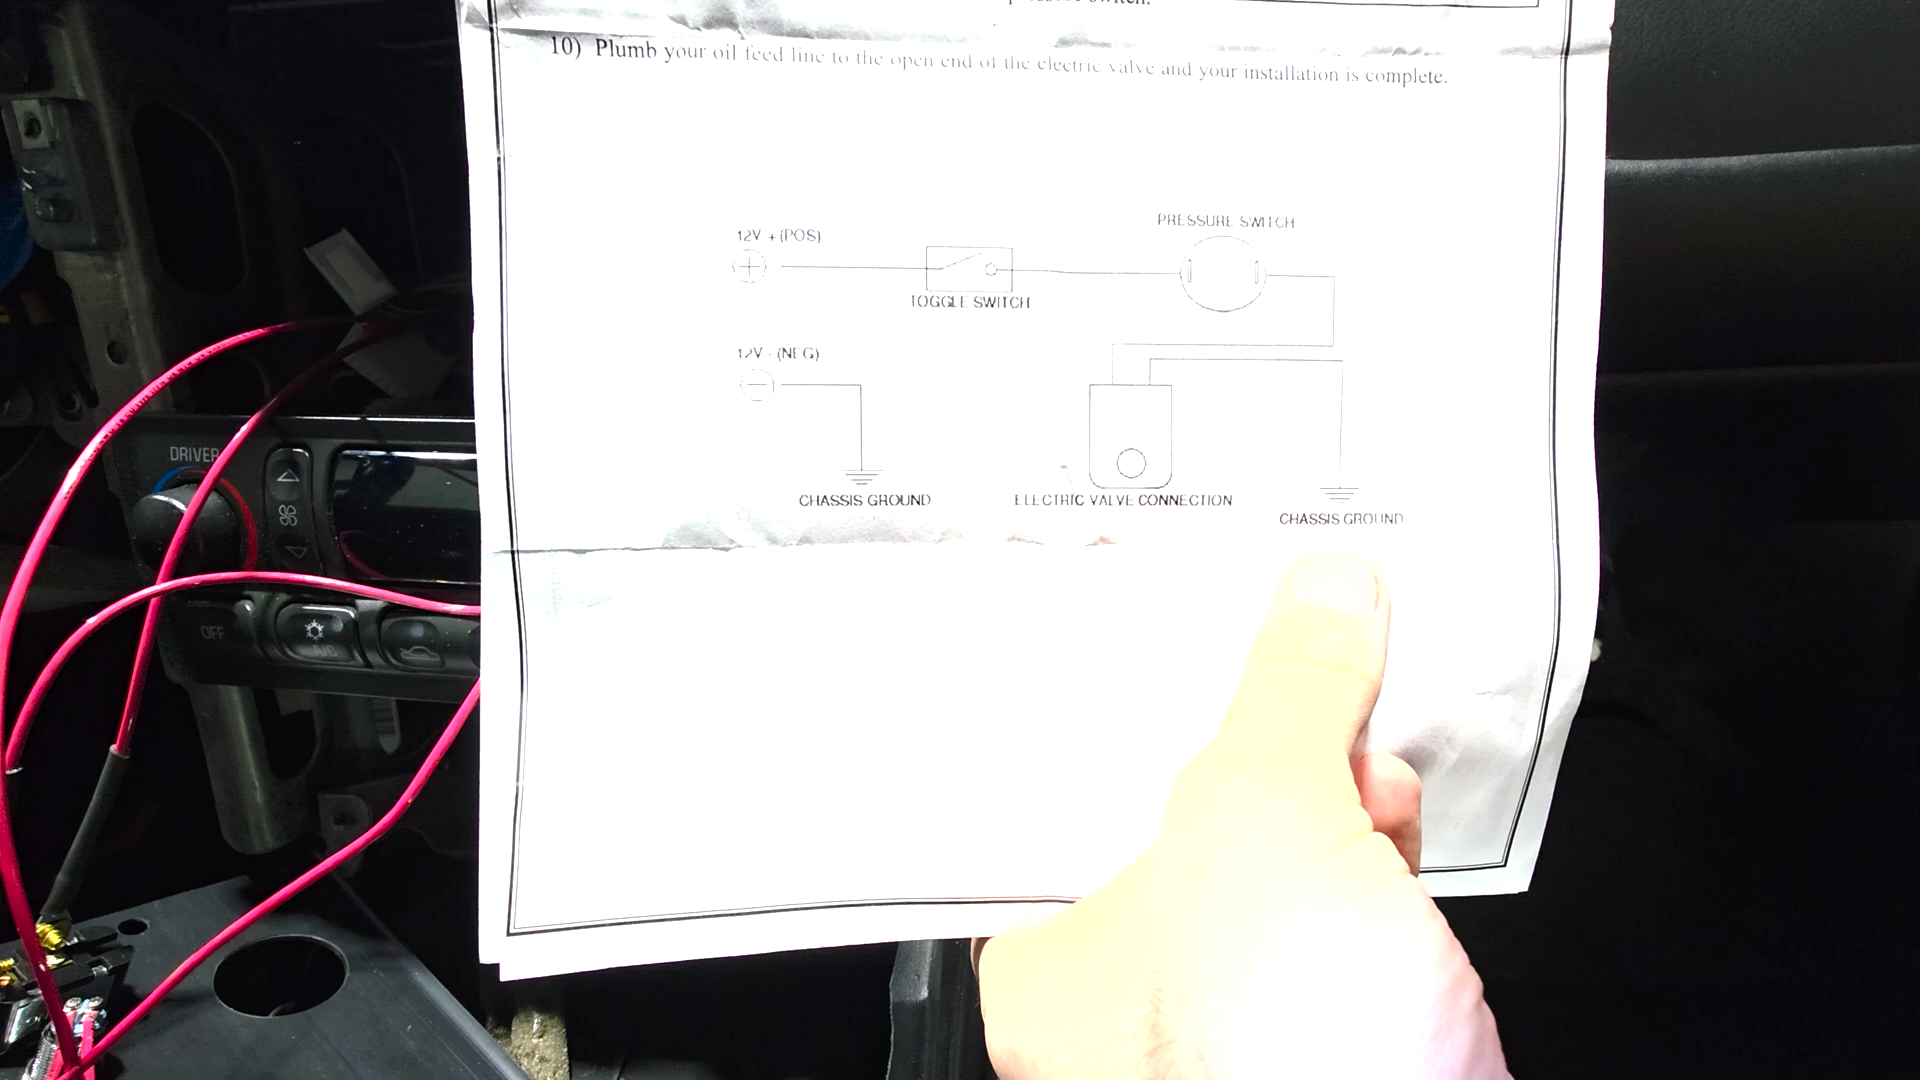 switch.
10) Plumb your oil feed line to the open end of the electric valve and your installation is complete.
PRESSURE SWITCH
12V + (POS)
TOGGLE SWITCH
12V - (NEG)
CHASSIS GROUND
ELECTRIC VALVE CONNECTION
CHASSIS GROUND
DRIVER
OFF
A/C